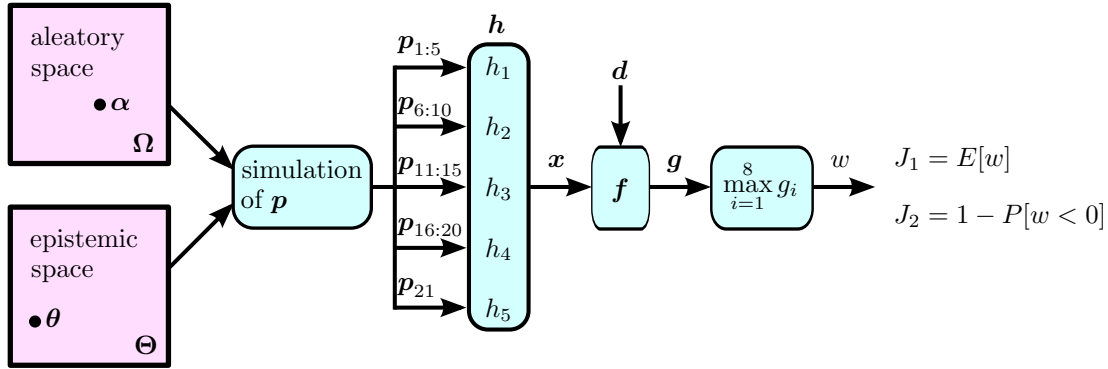 aleatory
space
α
Ω
epistemic
space
θ
Θ
simulation
of p
p₁:₅
p₆:₁₀
p₁₁:₁₅
p₁₆:₂₀
p₂₁
h
h₁
h₂
h₃
h₄
h₅
x
d
f
g
8
max gᵢ
i=1
w
J₁ = E[w]
J₂ = 1 − P[w < 0]